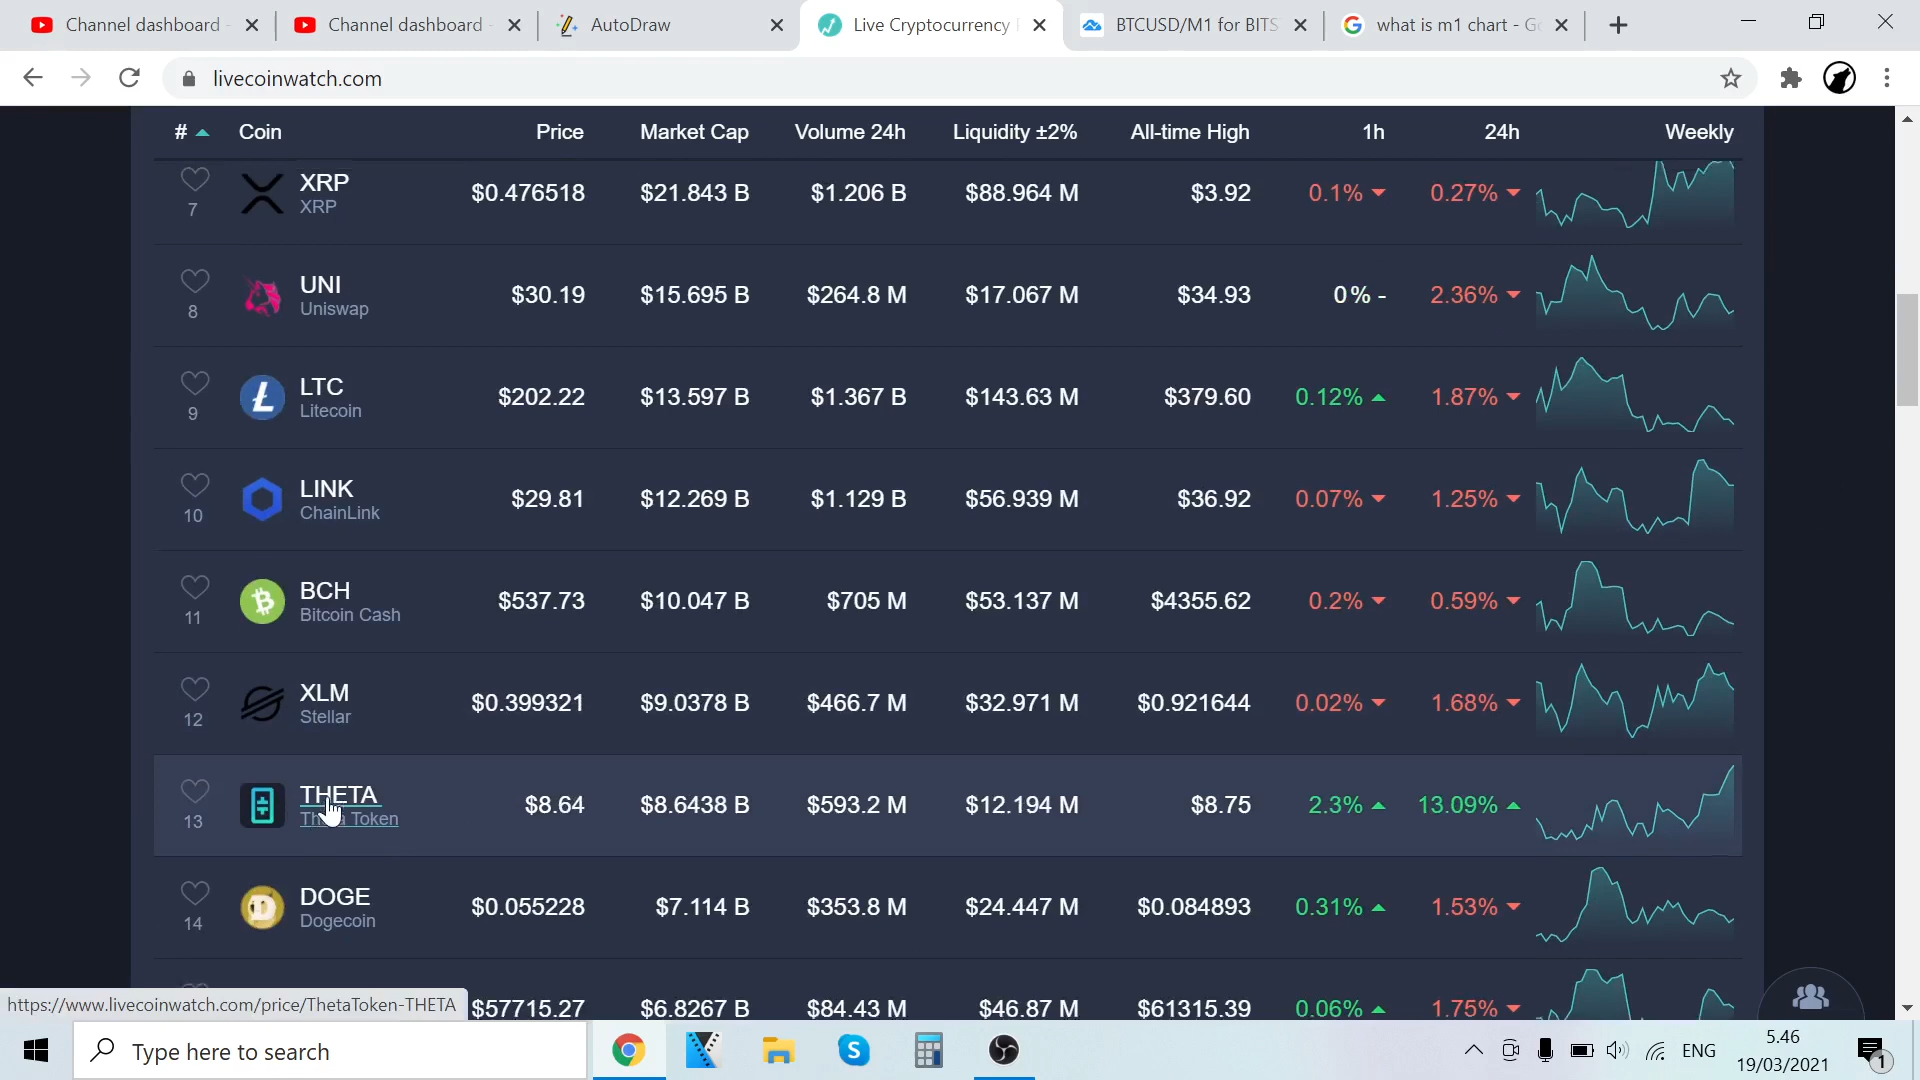 Channel dashboard - Channel dashboard - AutoDraw Live Cryptocurrency BTCUSD/M1 for BITS what is m1 chart - Go
livecoinwatch.com
# Coin Price Market Cap Volume 24h Liquidity ±2% All-time High 1h 24h Weekly
7 XRP XRP $0.476518 $21.843 B $1.206 B $88.964 M $3.92 0.1% 0.27%
8 UNI Uniswap $30.19 $15.695 B $264.8 M $17.067 M $34.93 0% - 2.36%
9 LTC Litecoin $202.22 $13.597 B $1.367 B $143.63 M $379.60 0.12% 1.87%
10 LINK ChainLink $29.81 $12.269 B $1.129 B $56.939 M $36.92 0.07% 1.25%
11 BCH Bitcoin Cash $537.73 $10.047 B $705 M $53.137 M $4355.62 0.2% 0.59%
12 XLM Stellar $0.399321 $9.0378 B $466.7 M $32.971 M $0.921644 0.02% 1.68%
13 THETA Theta Token $8.64 $8.6438 B $593.2 M $12.194 M $8.75 2.3% 13.09%
14 DOGE Dogecoin $0.055228 $7.114 B $353.8 M $24.447 M $0.084893 0.31% 1.53%
https://www.livecoinwatch.com/price/ThetaToken-THETA $57715.27 $6.8267 B $84.43 M $46.87 M $61315.39 0.06% 1.75%
Type here to search ENG 5.46 1
19/03/2021